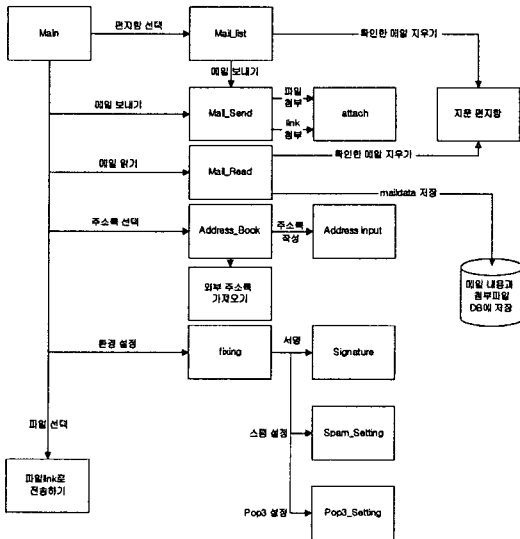 Main
편지함 선택
Mail_list
확인한 메일 지우기
메일 보내기
메일 보내기
Mail_Send
파일
첨부
link
첨부
attach
지운 편지함
메일 읽기
Mail_Read
확인한 메일 지우기
maildata 저장
주소록 선택
Address_Book
주소록
작성
Address input
외부 주소록
가져오기
메일 내용과
첨부파일
DB에 저장
환경 설정
fixing
서명
Signature
파일 선택
스팸 설정
Spam_Setting
파일link로
전송하기
Pop3 설정
Pop3_Setting